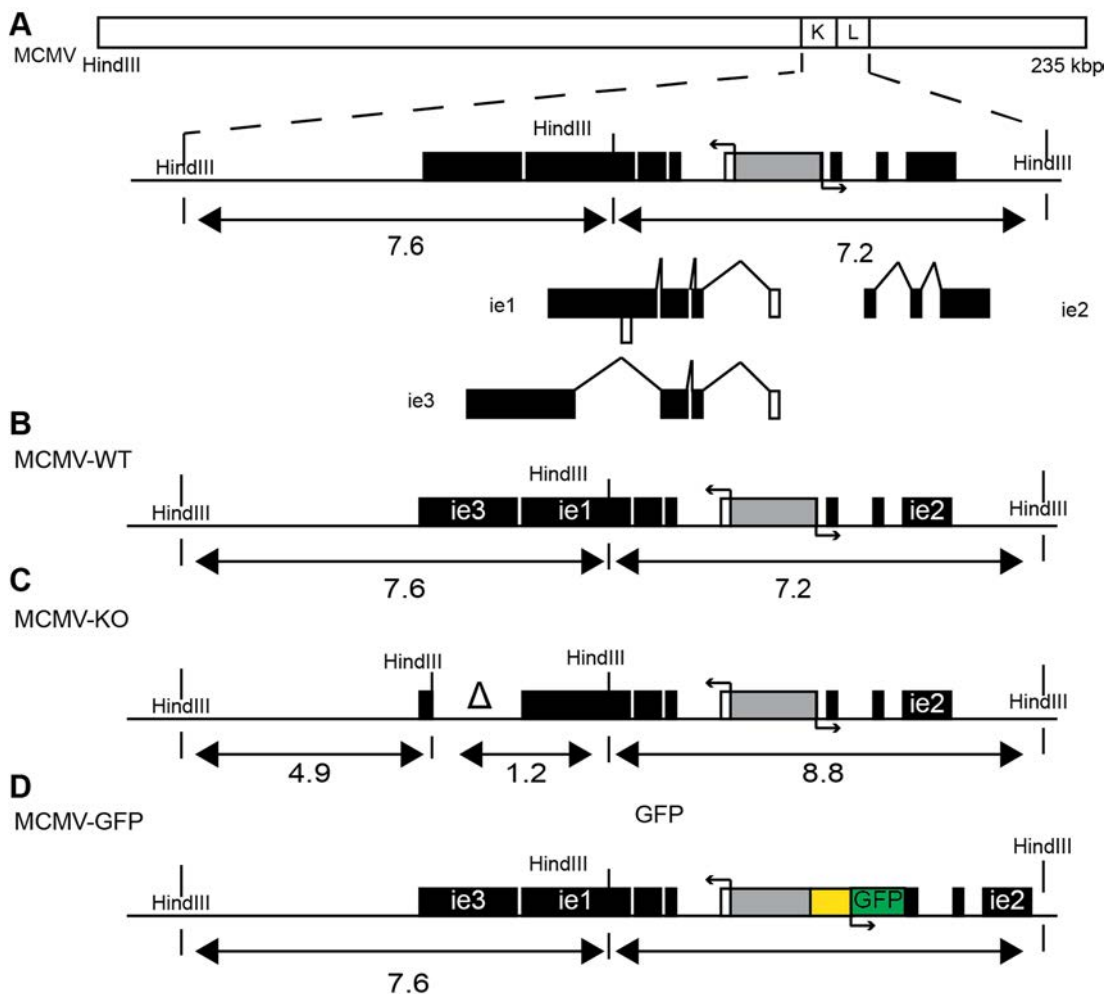 A
MCMV
K L
HindIII
235 kbp
HindIII
HindIII
HindIII
7.6
7.2
ie1
ie2
ie3
B
MCMV-WT
HindIII
HindIII
ie3 ie1 ie2
HindIII
7.6
7.2
C
MCMV-KO
HindIII
HindIII
HindIII
Δ
ie2
HindIII
4.9
1.2
8.8
D
MCMV-GFP
GFP
HindIII
HindIII
HindIII
ie3 ie1 GFP ie2
7.6